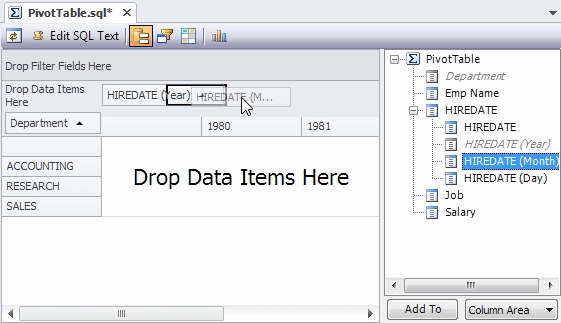 PivotTable.sql*
Edit SQL Text
Drop Filter Fields Here
Drop Data Items Here
HIREDATE (Year)
HIREDATE (M...
Department
1980
1981
ACCOUNTING
RESEARCH
SALES
Drop Data Items Here
PivotTable
Department
Emp Name
HIREDATE
HIREDATE
HIREDATE (Year)
HIREDATE (Month)
HIREDATE (Day)
Job
Salary
Add To
Column Area